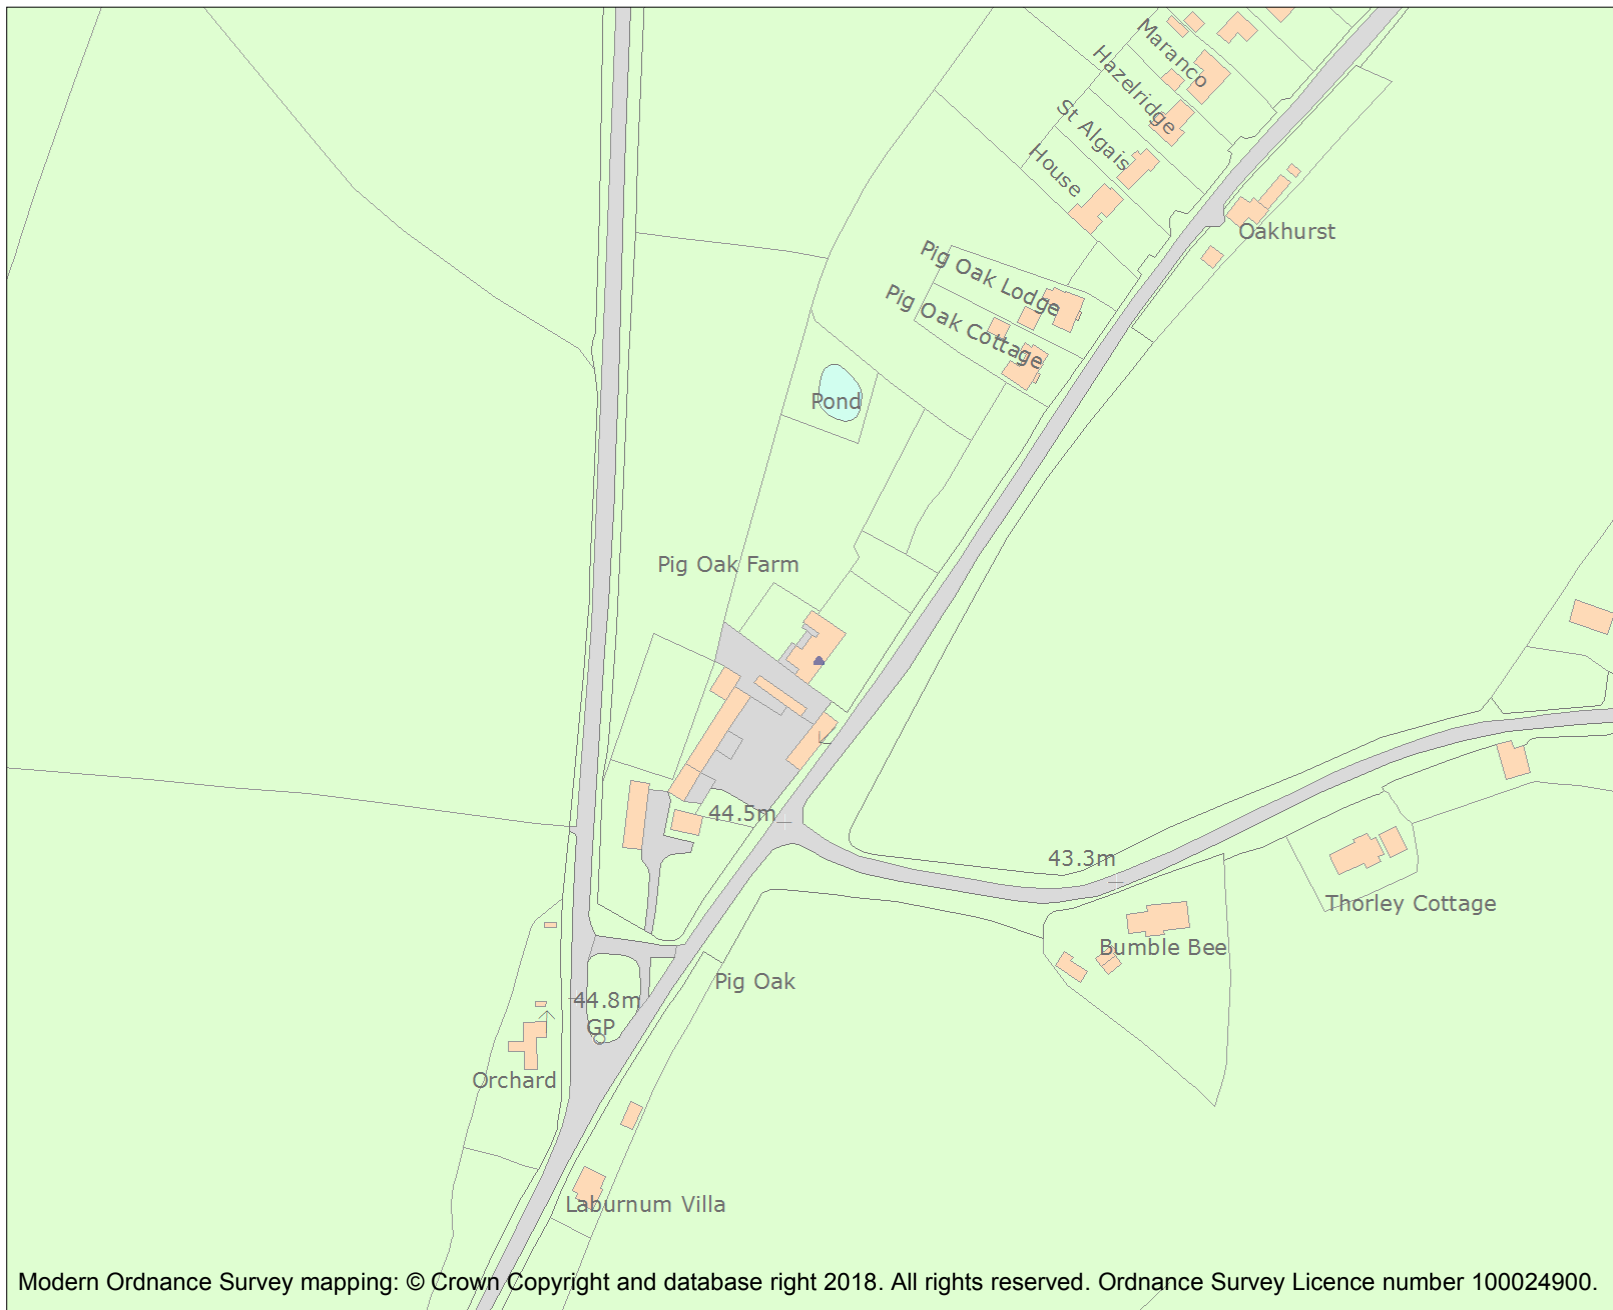 Maranco
Hazelridge
St Algais
House
Oakhurst
Pig Oak Lodge
Pig Oak Cottage
Pond
Pig Oak Farm
44.5m
43.3m
Thorley Cottage
Bumble Bee
Pig Oak
44.8m
GP
Orchard
Laburnum Villa
Modern Ordnance Survey mapping: © Crown Copyright and database right 2018. All rights reserved. Ordnance Survey Licence number 100024900.